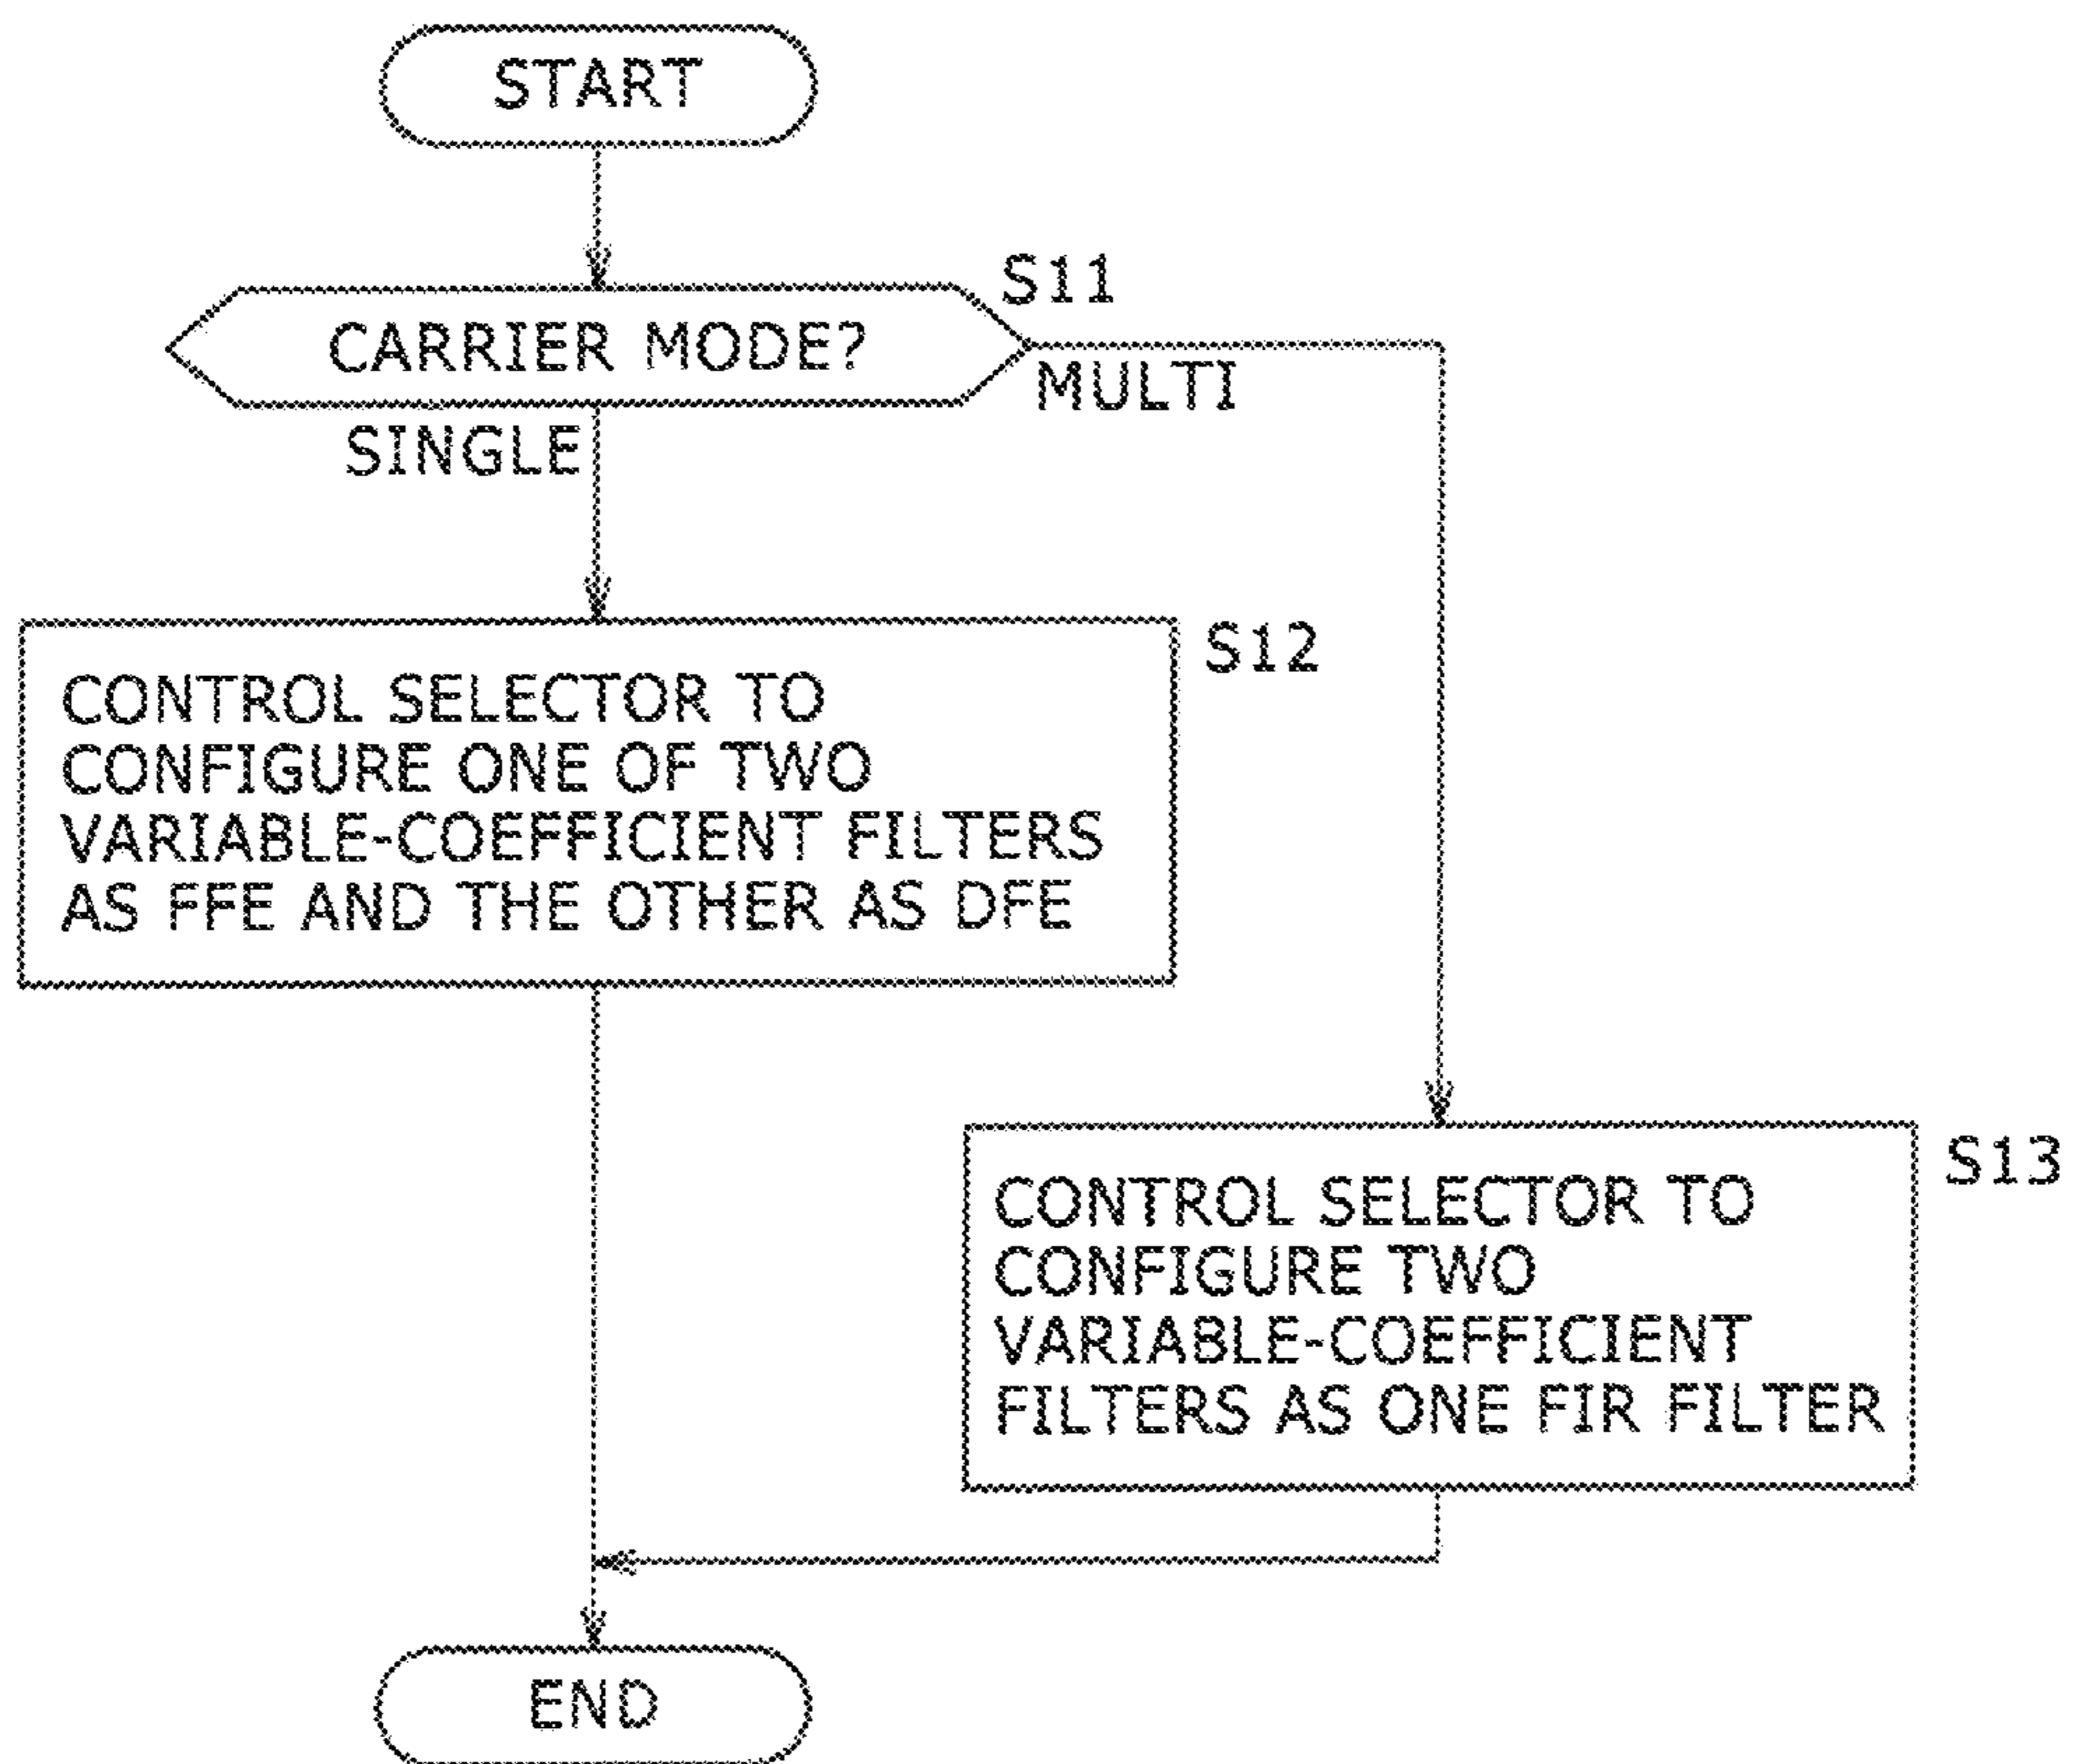 START
S11
CARRIER MODE?
MULTI
SINGLE
S12
CONTROL SELECTOR TO
CONFIGURE ONE OF TWO
VARIABLE-COEFFICIENT FILTERS
AS FFE AND THE OTHER AS DFE
S13
CONTROL SELECTOR TO
CONFIGURE TWO
VARIABLE-COEFFICIENT
FILTERS AS ONE FIR FILTER
END